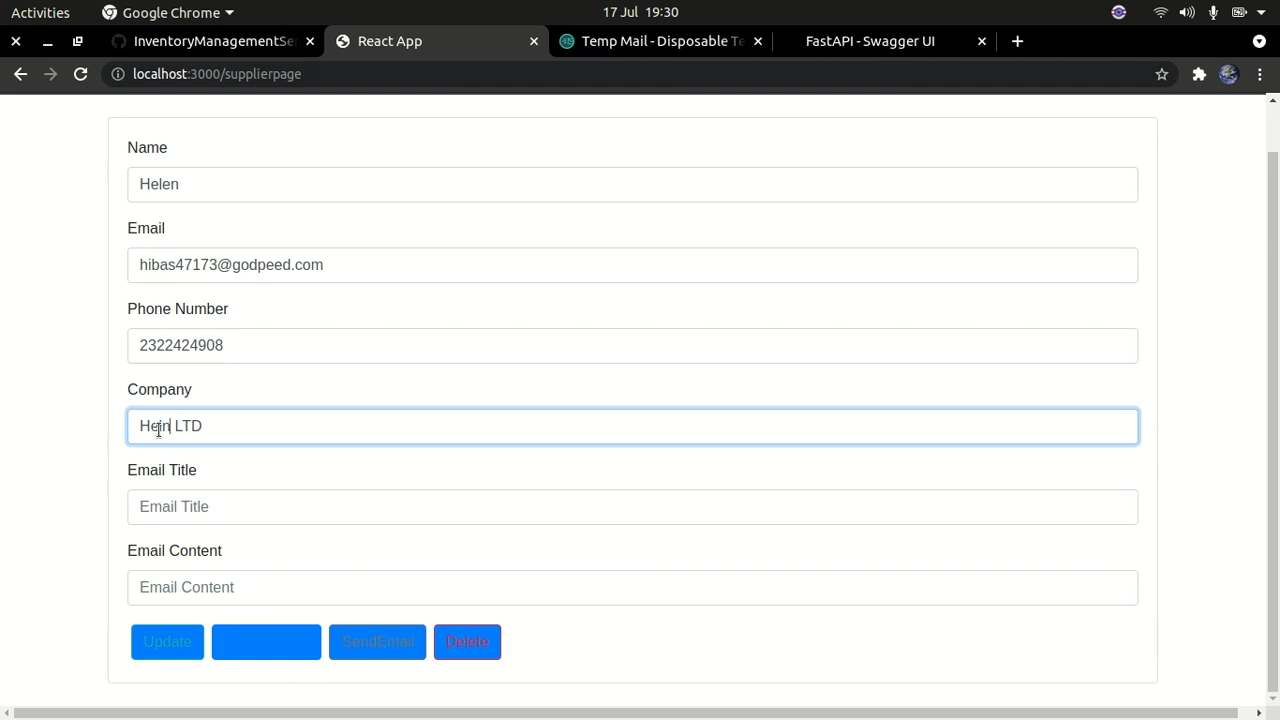 Activities Google Chrome 17 Jul 19:30
InventoryManagementSe React App Temp Mail - Disposable Te FastAPI - Swagger UI
localhost:3000/supplierpage
Name
Helen
Email
hibas47173@godpeed.com
Phone Number
2322424908
Company
Hein LTD
Email Title
Email Title
Email Content
Email Content
Update SendEmail Delete